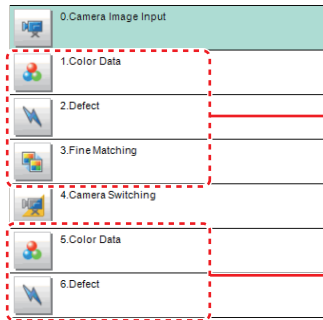 0.Camera Image Input
1.Color Data
2.Defect
3.Fine Matching
4.Camera Switching
5.Color Data
6.Defect